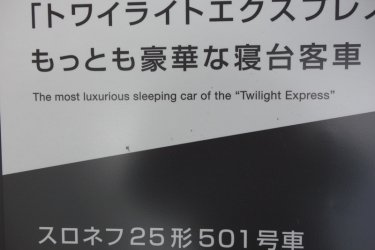 「トワイライトエクスプレス
もっとも豪華な寝台客車
The most luxurious sleeping car of the “Twilight Express”
スロネフ25形501号車